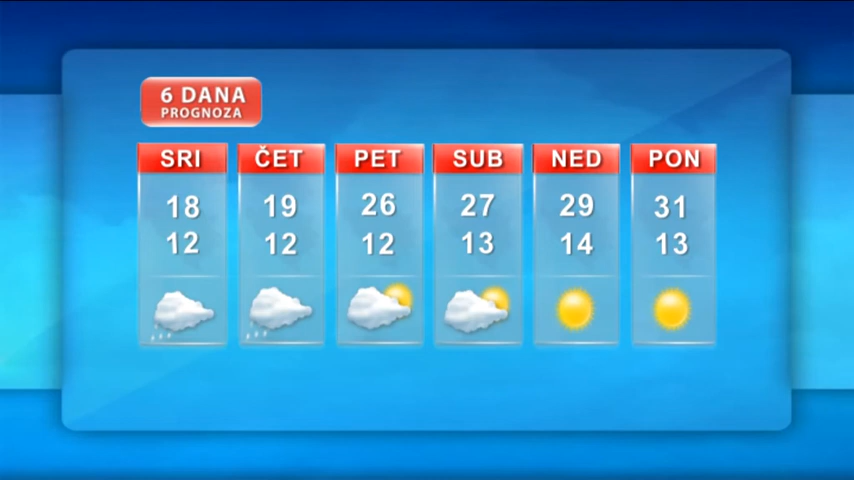 6 DANA
PROGNOZA
SRI ČET PET SUB NED PON
18 19 26 27 29 31
12 12 12 13 14 13